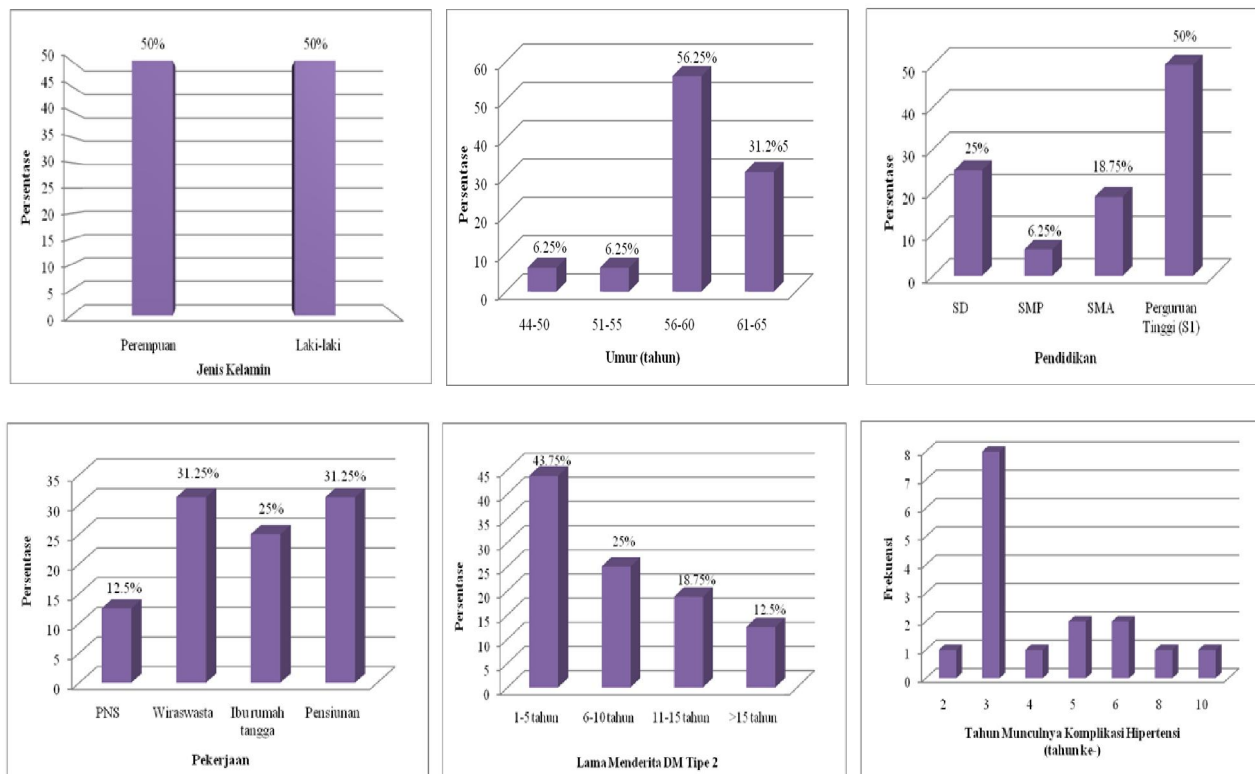 50%
50%
50
45
40
35
30
25
20
15
10
5
0
Persentase
Perempuan
Laki-laki
Jenis Kelamin
56.25%
31.2%5
6.25%
6.25%
60
50
40
30
20
10
0
Persentase
44-50
51-55
56-60
61-65
Umur (tahun)
50%
25%
18.75%
6.25%
50
40
30
20
10
0
Persentase
SD
SMP
SMA
Perguruan
Tinggi (S1)
Pendidikan
31.25%
31.25%
25%
12.5%
35
30
25
20
15
10
5
0
Persentase
PNS
Wiraswasta
Ibu rumah
tangga
Pensiunan
Pekerjaan
43.75%
25%
18.75%
12.5%
45
40
35
30
25
20
15
10
5
0
Persentase
1-5 tahun
6-10 tahun
11-15 tahun
>15 tahun
Lama Menderita DM Tipe 2
8
7
6
5
4
3
2
1
0
Frekuensi
2
3
4
5
6
8
10
Tahun Munculnya Komplikasi Hipertensi
(tahun ke-)